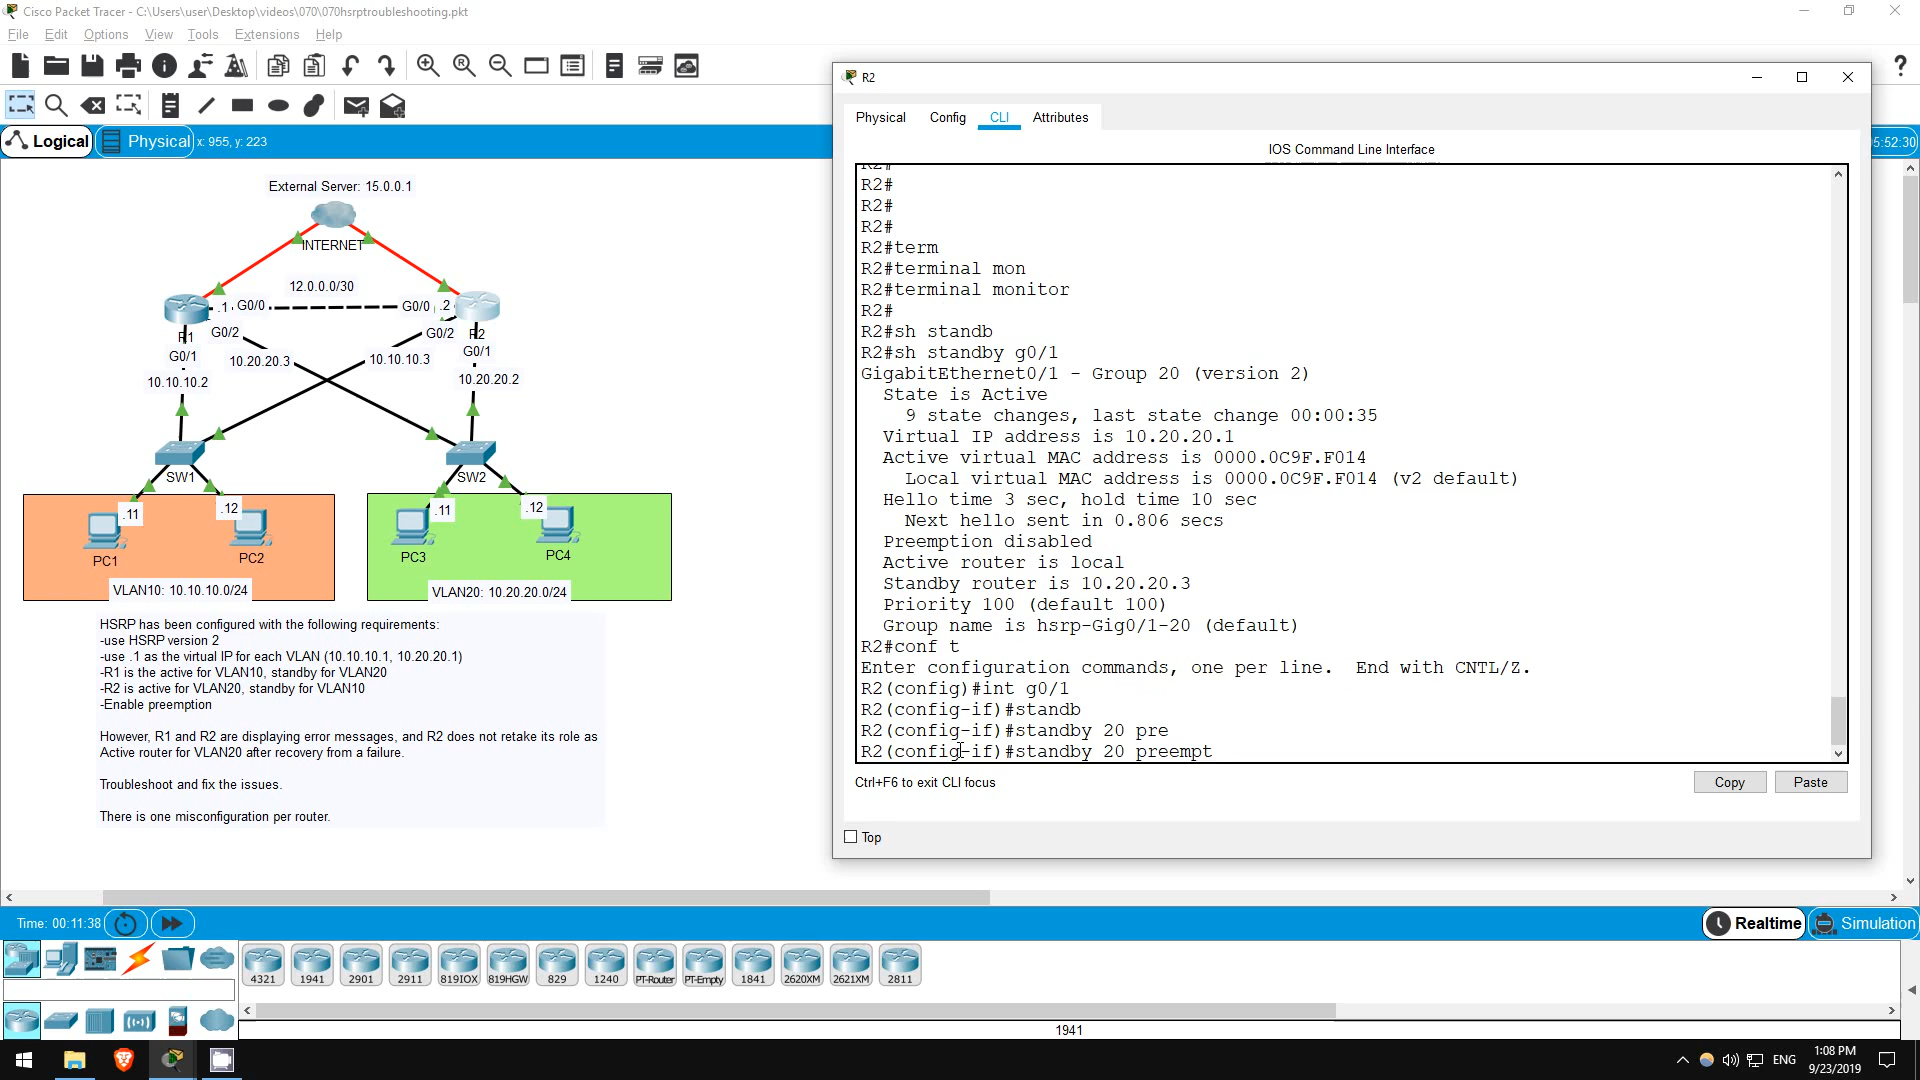 Cisco Packet Tracer - C:\Users\user\Desktop\videos\070\070hsrptroubleshooting.pkt
File Edit Options View Tools Extensions Help
Logical Physical x: 955, y: 223
5:52:30
External Server: 15.0.0.1
INTERNET
12.0.0.0/30
.1 G0/0 G0/0 .2
R1 G0/2 G0/2 R2
G0/1 10.20.20.3 10.10.10.3 G0/1
10.10.10.2 10.20.20.2
SW1 SW2
.11 .12 .11 .12
PC1 PC2 PC3 PC4
VLAN10: 10.10.10.0/24 VLAN20: 10.20.20.0/24
HSRP has been configured with the following requirements:
-use HSRP version 2
-use .1 as the virtual IP for each VLAN (10.10.10.1, 10.20.20.1)
-R1 is the active for VLAN10, standby for VLAN20
-R2 is active for VLAN20, standby for VLAN10
-Enable preemption
However, R1 and R2 are displaying error messages, and R2 does not retake its role as
Active router for VLAN20 after recovery from a failure.
Troubleshoot and fix the issues.
There is one misconfiguration per router.
R2
Physical Config CLI Attributes
IOS Command Line Interface
R2#
R2#
R2#
R2#
R2#term
R2#terminal mon
R2#terminal monitor
R2#
R2#sh standb
R2#sh standby g0/1
GigabitEthernet0/1 - Group 20 (version 2)
State is Active
9 state changes, last state change 00:00:35
Virtual IP address is 10.20.20.1
Active virtual MAC address is 0000.0C9F.F014
Local virtual MAC address is 0000.0C9F.F014 (v2 default)
Hello time 3 sec, hold time 10 sec
Next hello sent in 0.806 secs
Preemption disabled
Active router is local
Standby router is 10.20.20.3
Priority 100 (default 100)
Group name is hsrp-Gig0/1-20 (default)
R2#conf t
Enter configuration commands, one per line.  End with CNTL/Z.
R2(config)#int g0/1
R2(config-if)#standb
R2(config-if)#standby 20 pre
R2(config-if)#standby 20 preempt
Ctrl+F6 to exit CLI focus
Copy Paste
Top
Time: 00:11:38
Realtime Simulation
4321 1941 2901 2911 819IOX 819HGW 829 1240 PT-Router PT-Empty 1841 2620XM 2621XM 2811
1941
ENG
1:08 PM
9/23/2019